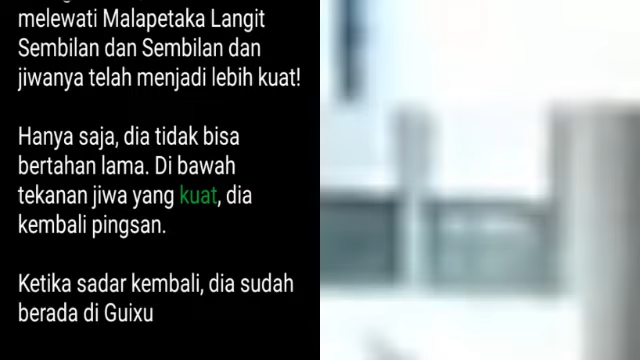 melewati Malapetaka Langit
Sembilan dan Sembilan dan
jiwanya telah menjadi lebih kuat!
Hanya saja, dia tidak bisa
bertahan lama. Di bawah
tekanan jiwa yang kuat, dia
kembali pingsan.
Ketika sadar kembali, dia sudah
berada di Guixu